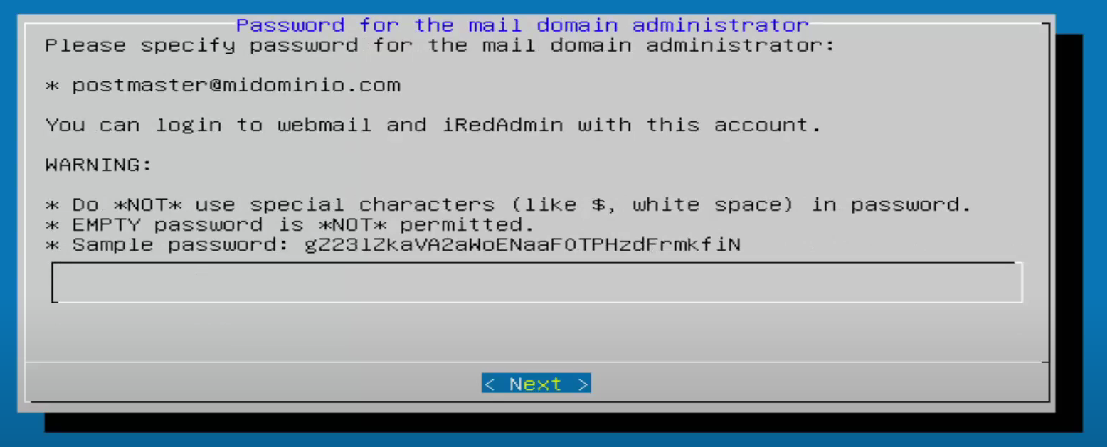 Password for the mail domain administrator
Please specify password for the mail domain administrator:
* postmaster@midominio.com
You can login to webmail and iRedAdmin with this account.
WARNING:
* Do *NOT* use special characters (like $, white space) in password.
* EMPTY password is *NOT* permitted.
* Sample password: gZ23lZkaVA2aWoENaaFOTPHzdFrmkfiN
< Next >